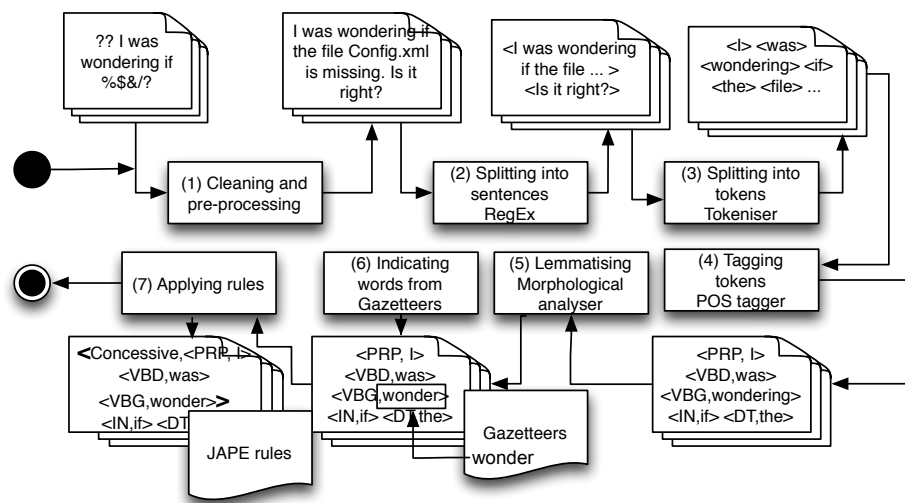 ?? I was
wondering if
%$&/?
I was wondering if
the file Config.xml
is missing. Is it
right?
<I was wondering
if the file ... >
<Is it right?>
<I> <was>
<wondering> <if>
<the> <file> ...
(1) Cleaning and
pre-processing
(2) Splitting into
sentences
RegEx
(3) Splitting into
tokens
Tokeniser
(7) Applying rules
(6) Indicating
words from
Gazetteers
(5) Lemmatising
Morphological
analyser
(4) Tagging
tokens
POS tagger
<Concessive,<PRP, I>
<VBD,was>
<VBG,wonder>>
<IN,if> <DT
JAPE rules
<PRP, I>
<VBD,was>
<VBG,wonder>
<IN,if> <DT,the>
Gazetteers
wonder
<PRP, I>
<VBD,was>
<VBG,wondering>
<IN,if> <DT,the>